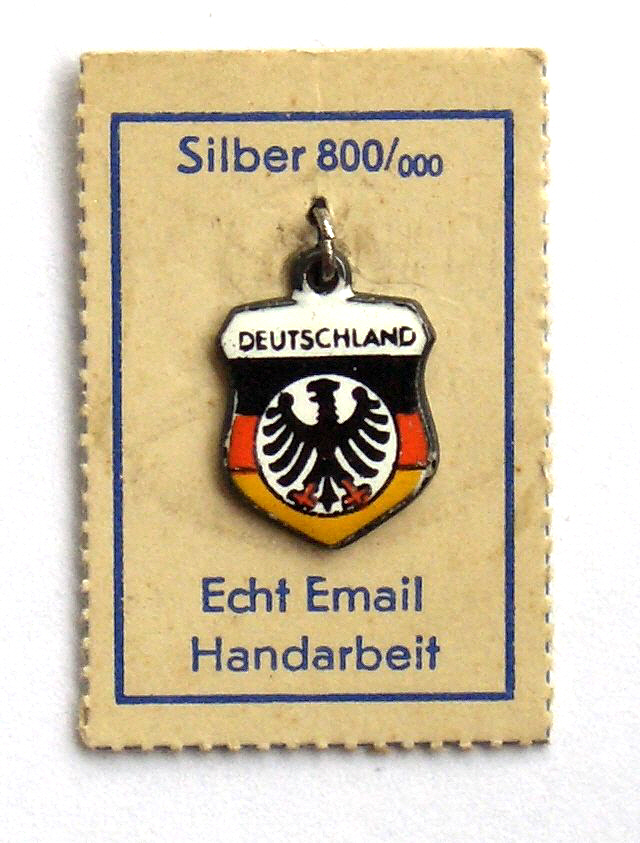 Silber 800/000
DEUTSCHLAND
Echt Email
Handarbeit